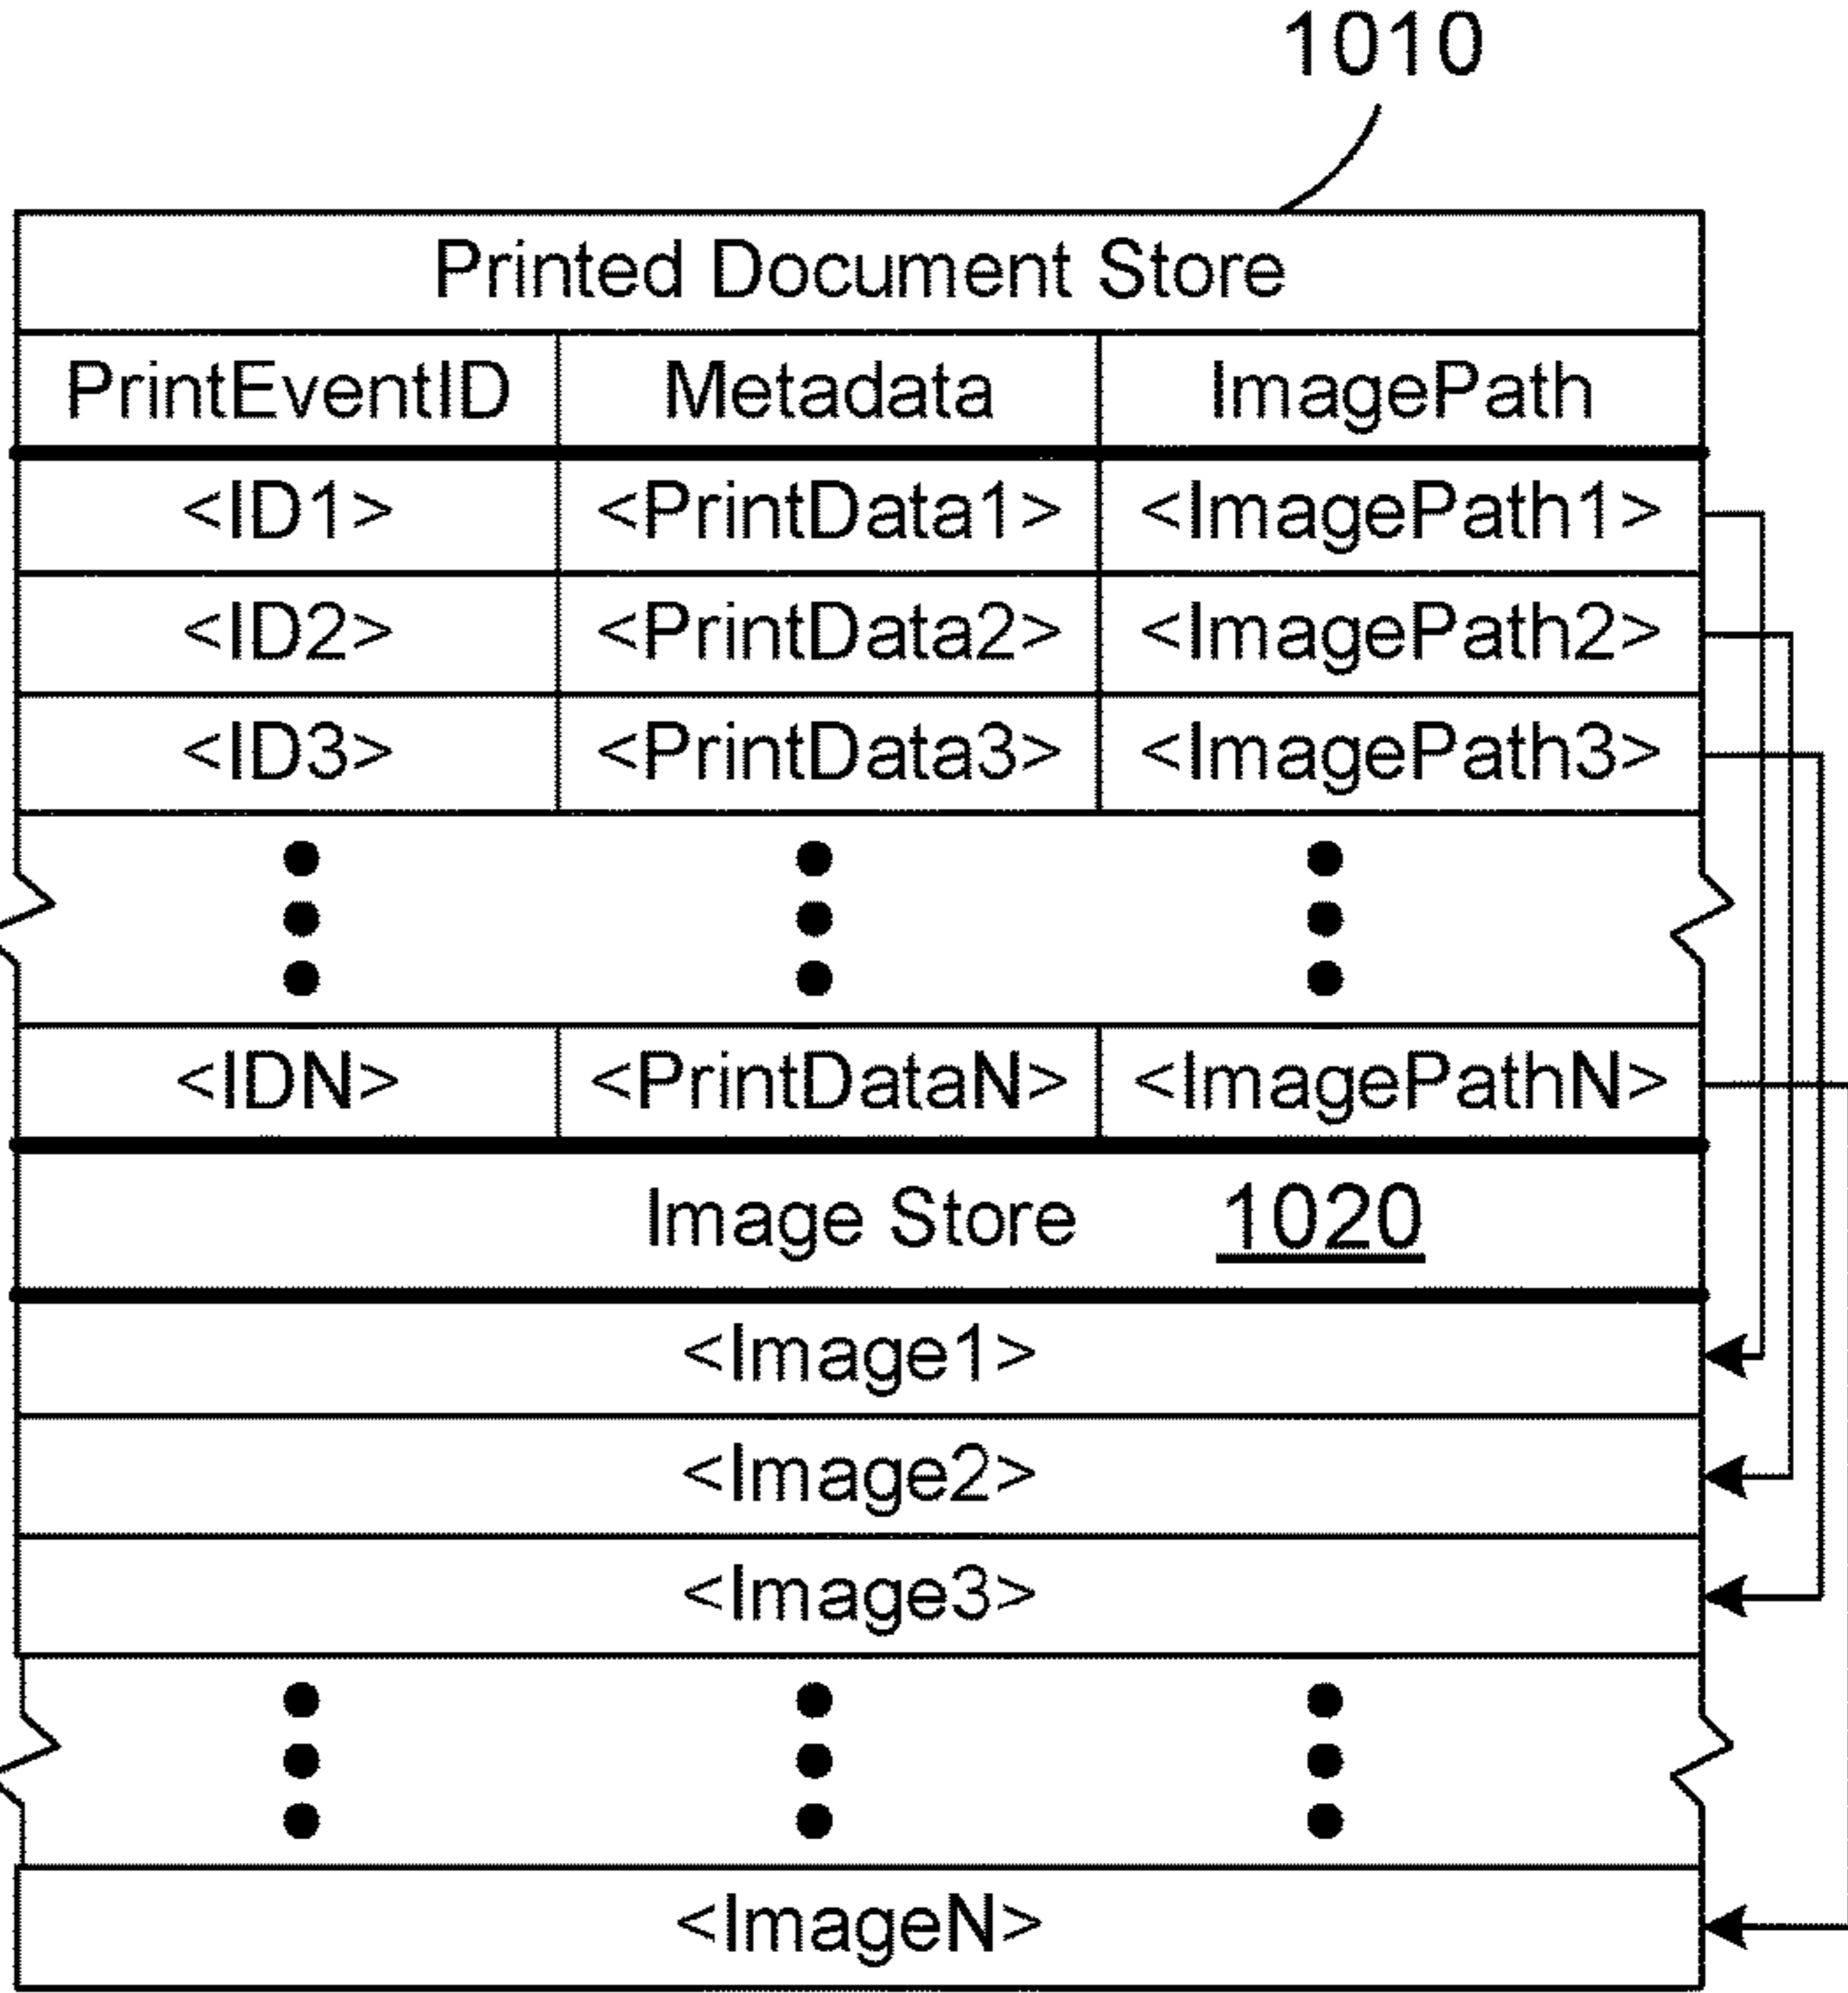 1010
Printed Document Store
PrintEventID Metadata ImagePath
<ID1> <PrintData1> <ImagePath1>
<ID2> <PrintData2> <ImagePath2>
<ID3> <PrintData3> <ImagePath3>
<IDN> <PrintDataN> <ImagePathN>
Image Store 1020
<Image1>
<Image2>
<Image3>
<ImageN>